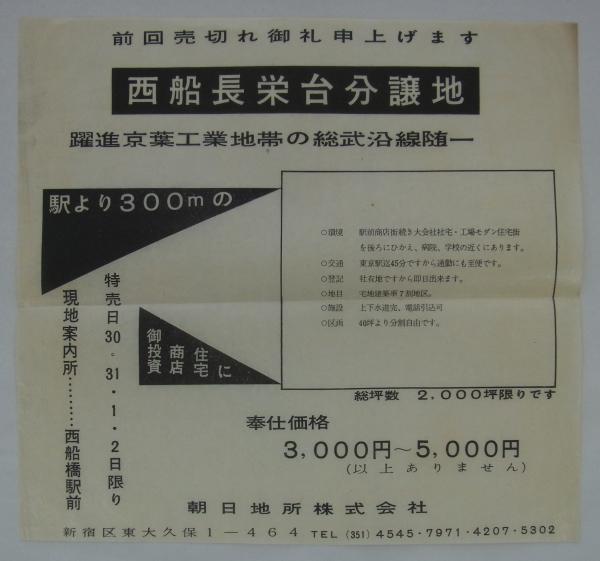 前回売切れ御礼申上げます
西船長栄台分譲地
躍進京葉工業地帯の総武沿線随一
駅より300mの
○環境 駅前商店街続き大会社社宅・工場モダン住宅街
を後ろにひかえ、病院、学校の近くにあります。
○交通 東京駅迄45分ですから通勤にも至便です。
○登記 社有地ですから即日出来ます。
○地目 宅地建築率7割地区。
○施設 上下水道完、電話引込可
○区画 40坪より分割自由です。
特売日30.31・1・2日限り
現地案内所………西船橋駅前
住宅
商店
御投資
に
総坪数 2,000坪限りです
奉仕価格
3,000円~5,000円
(以上ありません)
朝日地所株式会社
新宿区東大久保1-464 TEL(351)4545・7971・4207・5302